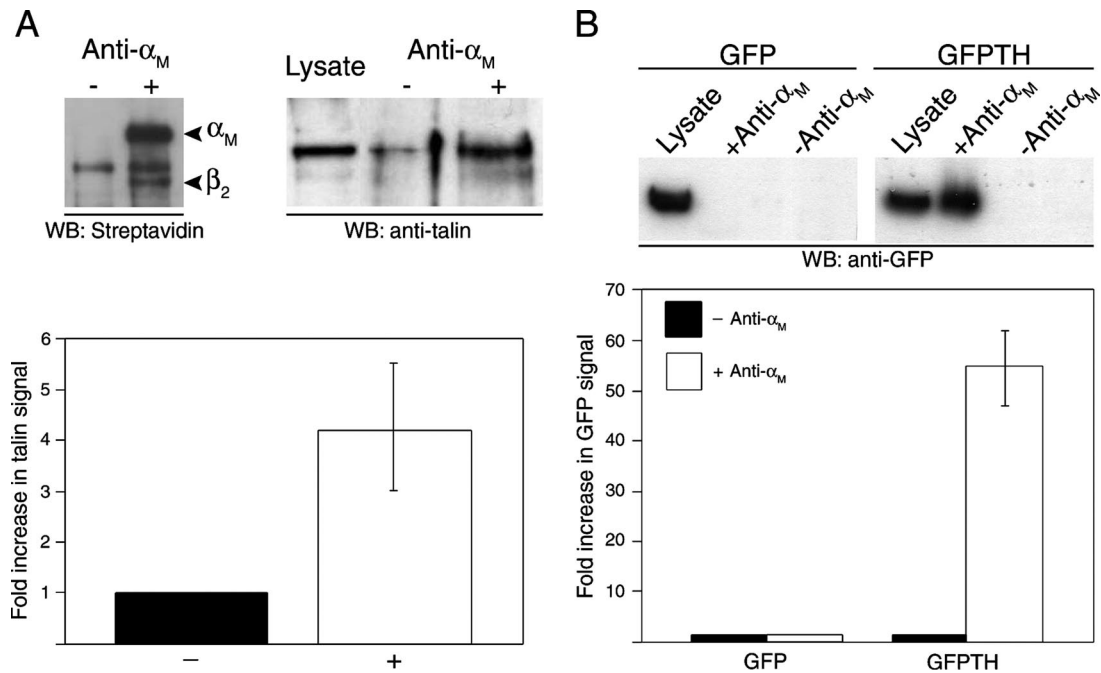 A
Anti-αM
- +
αM
β2
WB: Streptavidin
Lysate
Anti-αM
- +
WB: anti-talin
Fold increase in talin signal
6
5
4
3
2
1
– +
B
GFP
GFPTH
Lysate
+Anti-αM
-Anti-αM
Lysate
+Anti-αM
-Anti-αM
WB: anti-GFP
Fold increase in GFP signal
70
60
50
40
30
20
10
– Anti-αM
+ Anti-αM
GFP
GFPTH